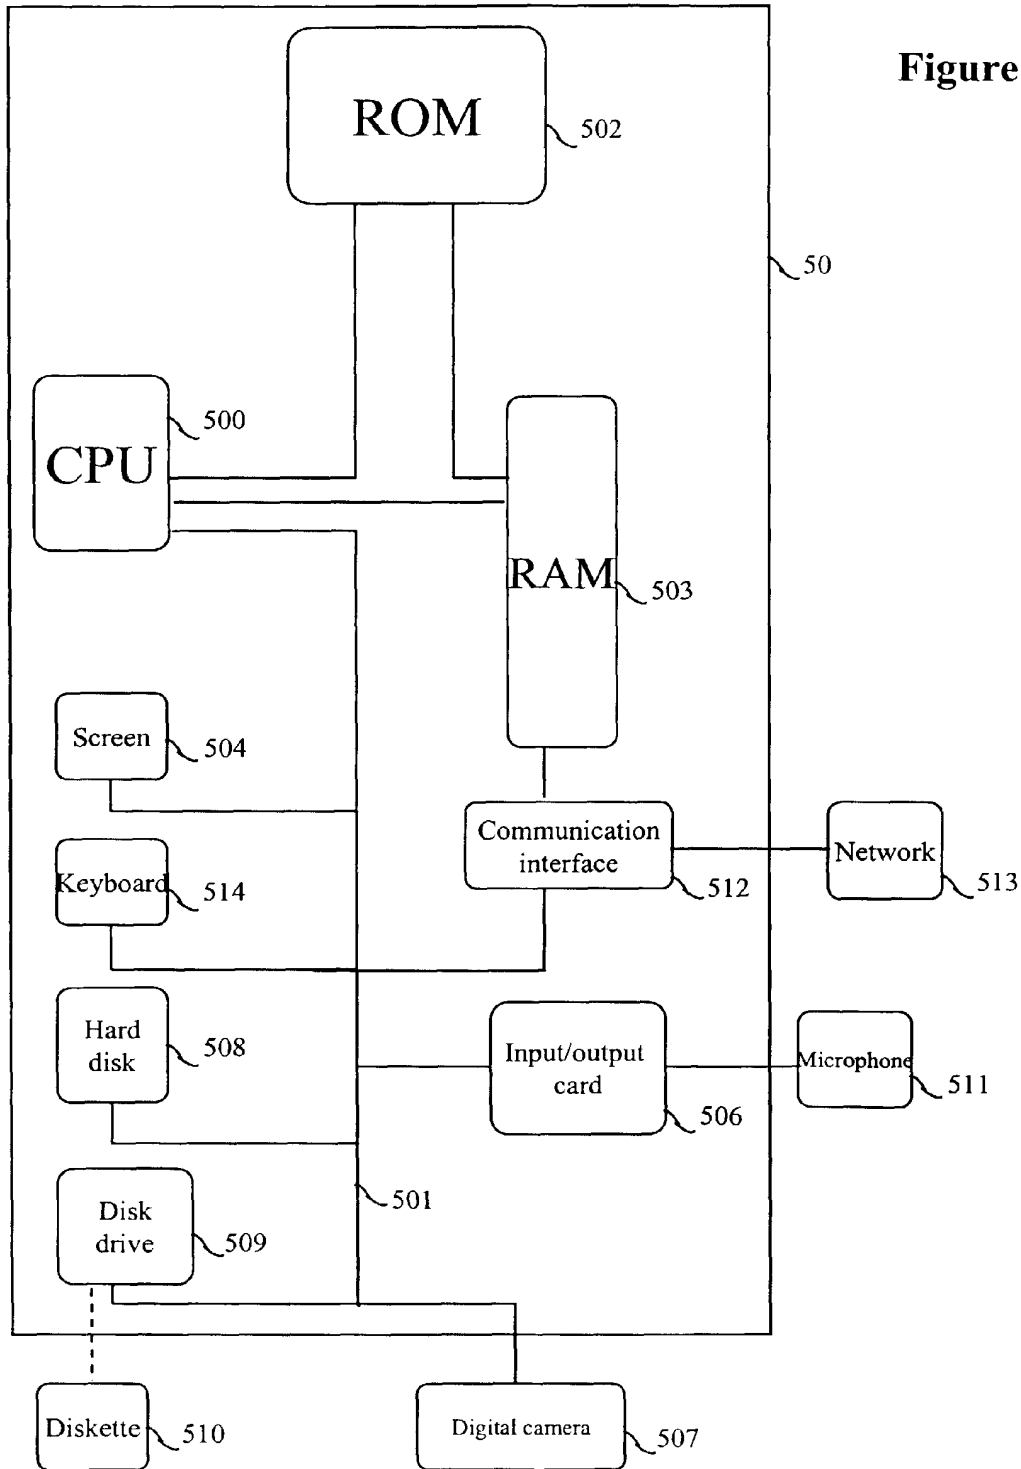 Figure
ROM
502
50
500
CPU
RAM
503
Screen
504
Communication
interface
512
Network
513
Keyboard
514
Hard
disk
508
Input/output
card
506
Microphone
511
501
Disk
drive
509
Diskette
510
Digital camera
507